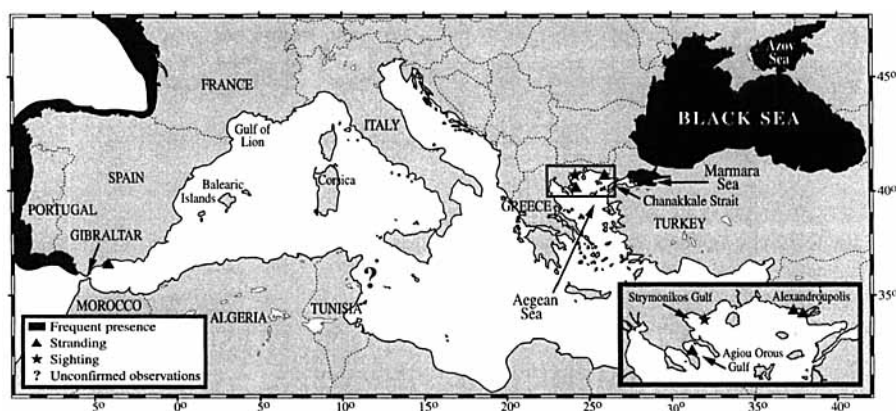 Azov
Sea
45°
FRANCE
BLACK SEA
Gulf of
Lion
ITALY
Marmara
Sea
SPAIN
Corsica
Balearic
Islands
40°
Chanakkale Strait
PORTUGAL
GREECE
TURKEY
GIBRALTAR
?
Strymonikos Gulf
Alexandroupolis
35°
MOROCCO
ALGERIA
TUNISIA
Aegean
Sea
Agiou Orous
Gulf
Frequent presence
Stranding
Sighting
? Unconfirmed observations
5° 0° 5° 10° 15° 20° 25° 30° 35° 40°